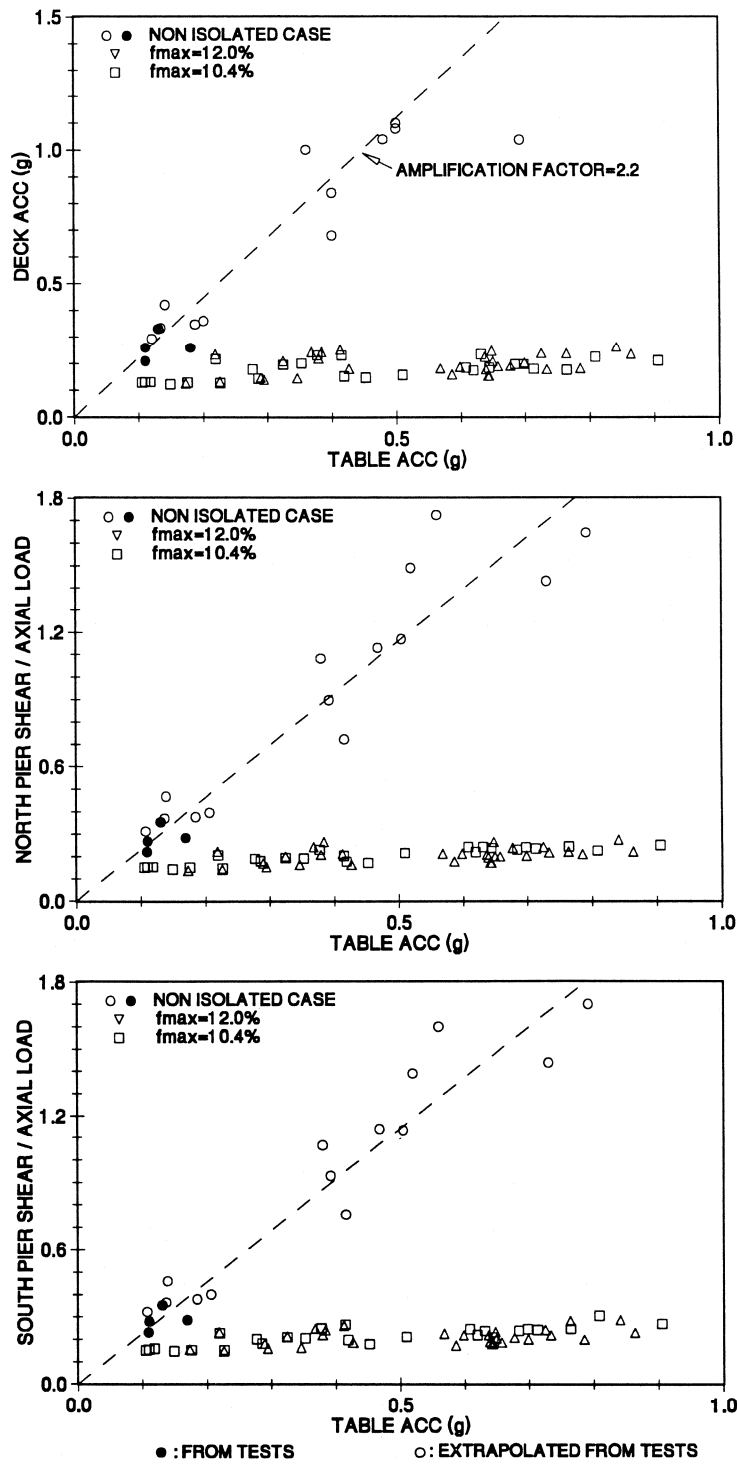 1.5
○ ● NON ISOLATED CASE
▽ fmax=12.0%
□ fmax=10.4%
1.0
AMPLIFICATION FACTOR=2.2
DECK ACC (g)
0.5
0.0
0.0 0.5 1.0
TABLE ACC (g)
1.8
○ ● NON ISOLATED CASE
▽ fmax=12.0%
□ fmax=10.4%
1.2
NORTH PIER SHEAR / AXIAL LOAD
0.6
0.0
0.0 0.5 1.0
TABLE ACC (g)
1.8
○ ● NON ISOLATED CASE
▽ fmax=12.0%
□ fmax=10.4%
1.2
SOUTH PIER SHEAR / AXIAL LOAD
0.6
0.0
0.0 0.5 1.0
TABLE ACC (g)
● : FROM TESTS ○ : EXTRAPOLATED FROM TESTS